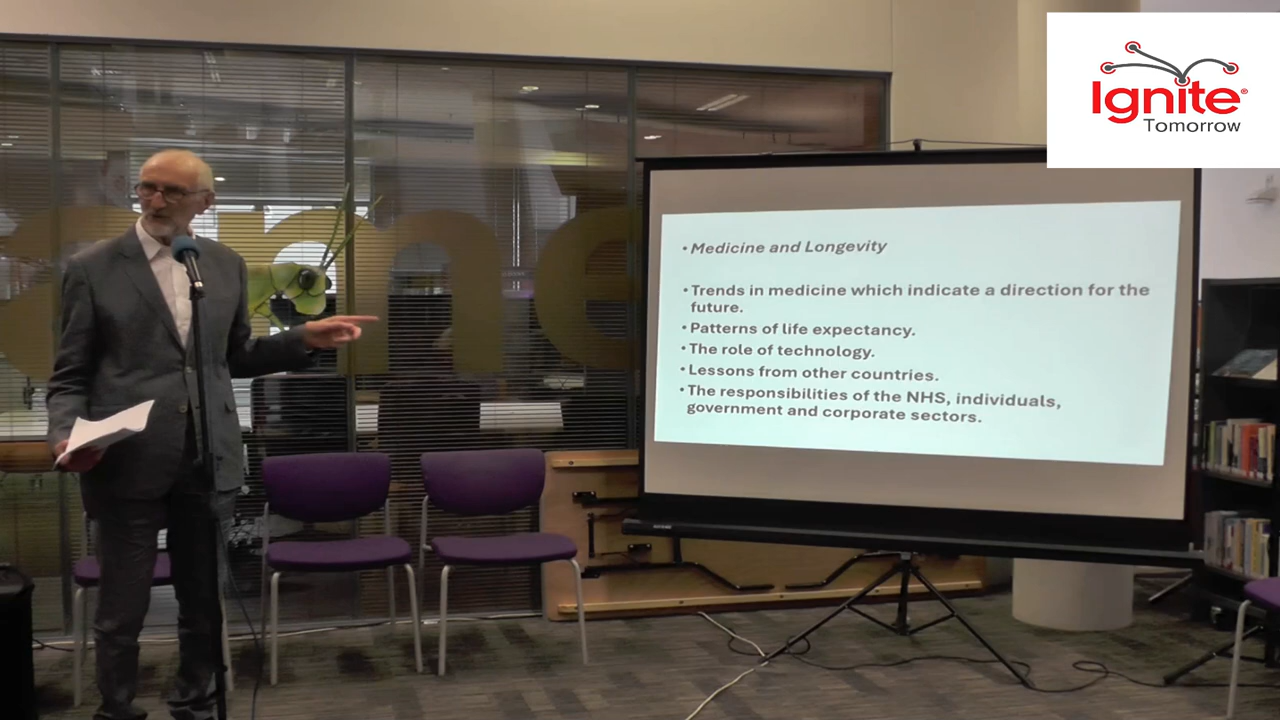 Ignite®
Tomorrow
• Medicine and Longevity
• Trends in medicine which indicate a direction for the
future.
• Patterns of life expectancy.
• The role of technology.
• Lessons from other countries.
• The responsibilities of the NHS, individuals,
government and corporate sectors.